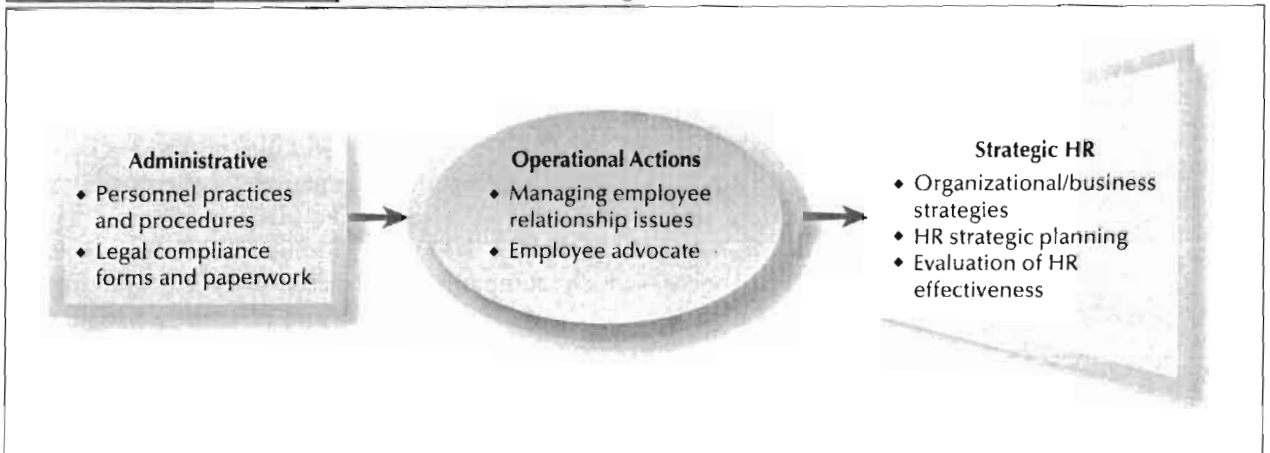 Administrative
◆ Personnel practices
and procedures
◆ Legal compliance
forms and paperwork
Operational Actions
◆ Managing employee
relationship issues
◆ Employee advocate
Strategic HR
◆ Organizational/business
strategies
◆ HR strategic planning
◆ Evaluation of HR
effectiveness